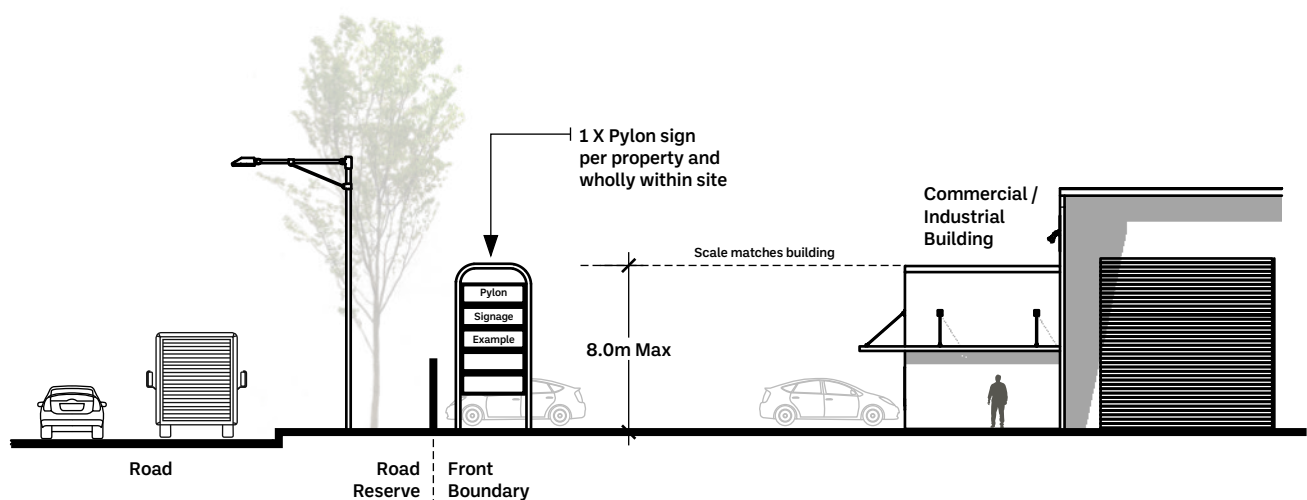 1 X Pylon sign
per property and
wholly within site
Commercial /
Industrial
Building
Scale matches building
Pylon
Signage
Example
8.0m Max
Road
Road
Reserve
Front
Boundary